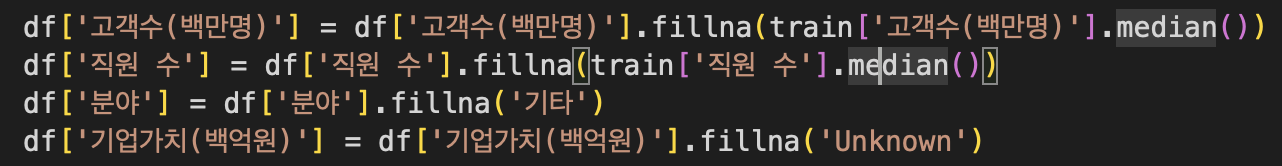 df['고객수(백만명)'] = df['고객수(백만명)'].fillna(train['고객수(백만명)'].median())
df['직원 수'] = df['직원 수'].fillna(train['직원 수'].median())
df['분야'] = df['분야'].fillna('기타')
df['기업가치(백억원)'] = df['기업가치(백억원)'].fillna('Unknown')